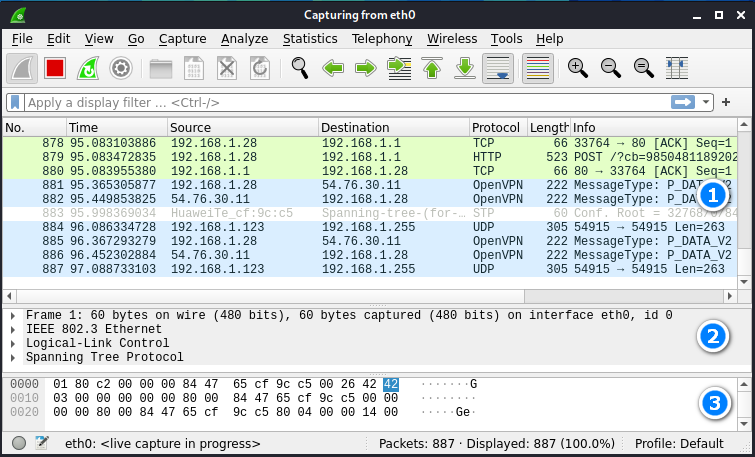 Capturing from eth0
File Edit View Go Capture Analyze Statistics Telephony Wireless Tools Help
Apply a display filter … <Ctrl-/>
No. Time Source Destination Protocol Length Info
878 95.083103886 192.168.1.28 192.168.1.1 TCP 66 33764 → 80 [ACK] Seq=1
879 95.083472835 192.168.1.28 192.168.1.1 HTTP 523 POST /?cb=9850481189202
880 95.083955380 192.168.1.1 192.168.1.28 TCP 66 80 → 33764 [ACK] Seq=1
881 95.365305877 192.168.1.28 54.76.30.11 OpenVPN 222 MessageType: P_DATA_V2
882 95.449853825 54.76.30.11 192.168.1.28 OpenVPN 222 MessageType: P_DATA_V2
1
883 95.998369034 HuaweiTe_cf:9c:c5 Spanning-tree-(for-… STP 60 Conf. Root = 32768/0/84
884 96.086334728 192.168.1.123 192.168.1.255 UDP 305 54915 → 54915 Len=263
885 96.367293279 192.168.1.28 54.76.30.11 OpenVPN 222 MessageType: P_DATA_V2
886 96.452302884 54.76.30.11 192.168.1.28 OpenVPN 222 MessageType: P_DATA_V2
887 97.088733103 192.168.1.123 192.168.1.255 UDP 305 54915 → 54915 Len=263
Frame 1: 60 bytes on wire (480 bits), 60 bytes captured (480 bits) on interface eth0, id 0
IEEE 802.3 Ethernet
2
Logical-Link Control
Spanning Tree Protocol
0000 01 80 c2 00 00 00 84 47 65 cf 9c c5 00 26 42 42 ·······G
0010 03 00 00 00 00 00 80 00 84 47 65 cf 9c c5 00 00 ········
3
0020 00 00 80 00 84 47 65 cf 9c c5 80 04 00 00 14 00 ·····Ge·
eth0: <live capture in progress> Packets: 887 · Displayed: 887 (100.0%) Profile: Default